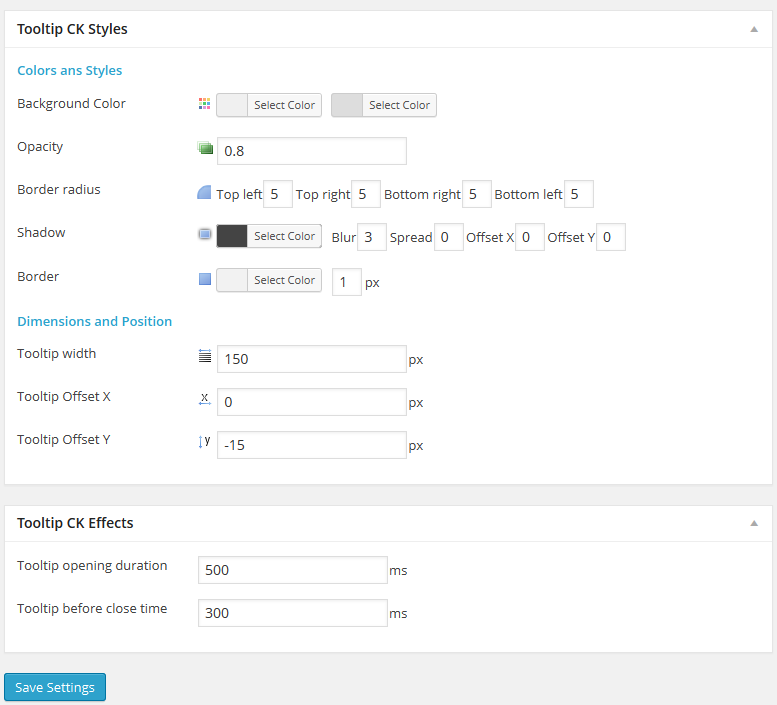 Tooltip CK Styles
Colors ans Styles
Background Color Select Color Select Color
Opacity 0.8
Border radius Top left 5 Top right 5 Bottom right 5 Bottom left 5
Shadow Select Color Blur 3 Spread 0 Offset X 0 Offset Y 0
Border Select Color 1 px
Dimensions and Position
Tooltip width 150 px
Tooltip Offset X X 0 px
Tooltip Offset Y y -15 px
Tooltip CK Effects
Tooltip opening duration 500 ms
Tooltip before close time 300 ms
Save Settings